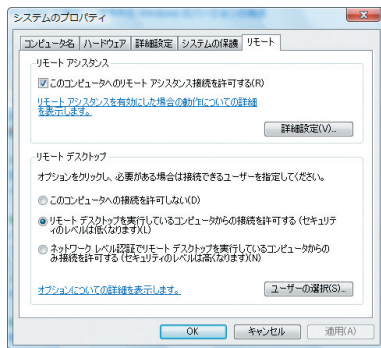 システムのプロパティ
コンピュータ名 ハードウェア 詳細設定 システムの保護 リモート
リモート アシスタンス
このコンピュータへのリモート アシスタンス接続を許可する(R)
リモート アシスタンスを有効にした場合の動作についての詳細
を表示します。
詳細設定(V)...
リモート デスクトップ
オプションをクリックし、必要がある場合は接続できるユーザーを指定してください。
このコンピュータへの接続を許可しない(D)
リモート デスクトップを実行しているコンピュータからの接続を許可する (セキュリテ
ィのレベルは低くなります)(L)
ネットワーク レベル認証でリモート デスクトップを実行しているコンピュータからの
み接続を許可する (セキュリティのレベルは高くなります)(N)
オプションについての詳細を表示します。
ユーザーの選択(S)...
OK キャンセル 適用(A)